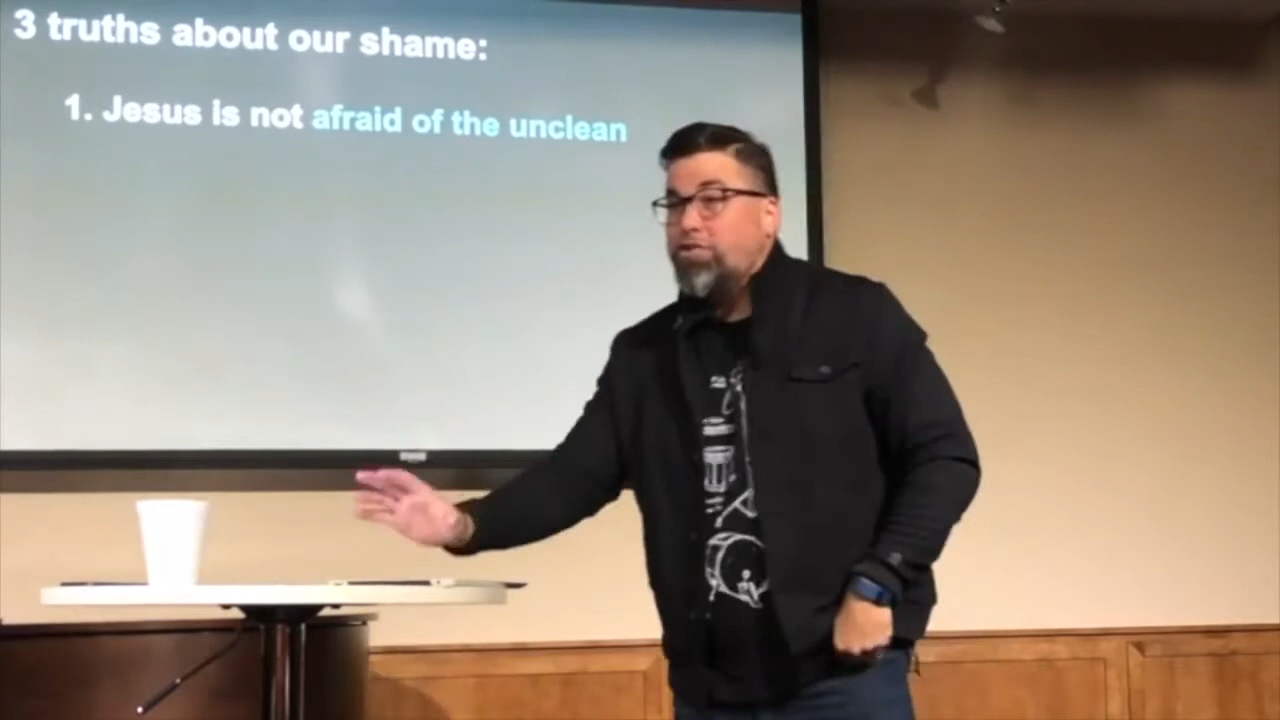 3 truths about our shame:
1. Jesus is not afraid of the unclean